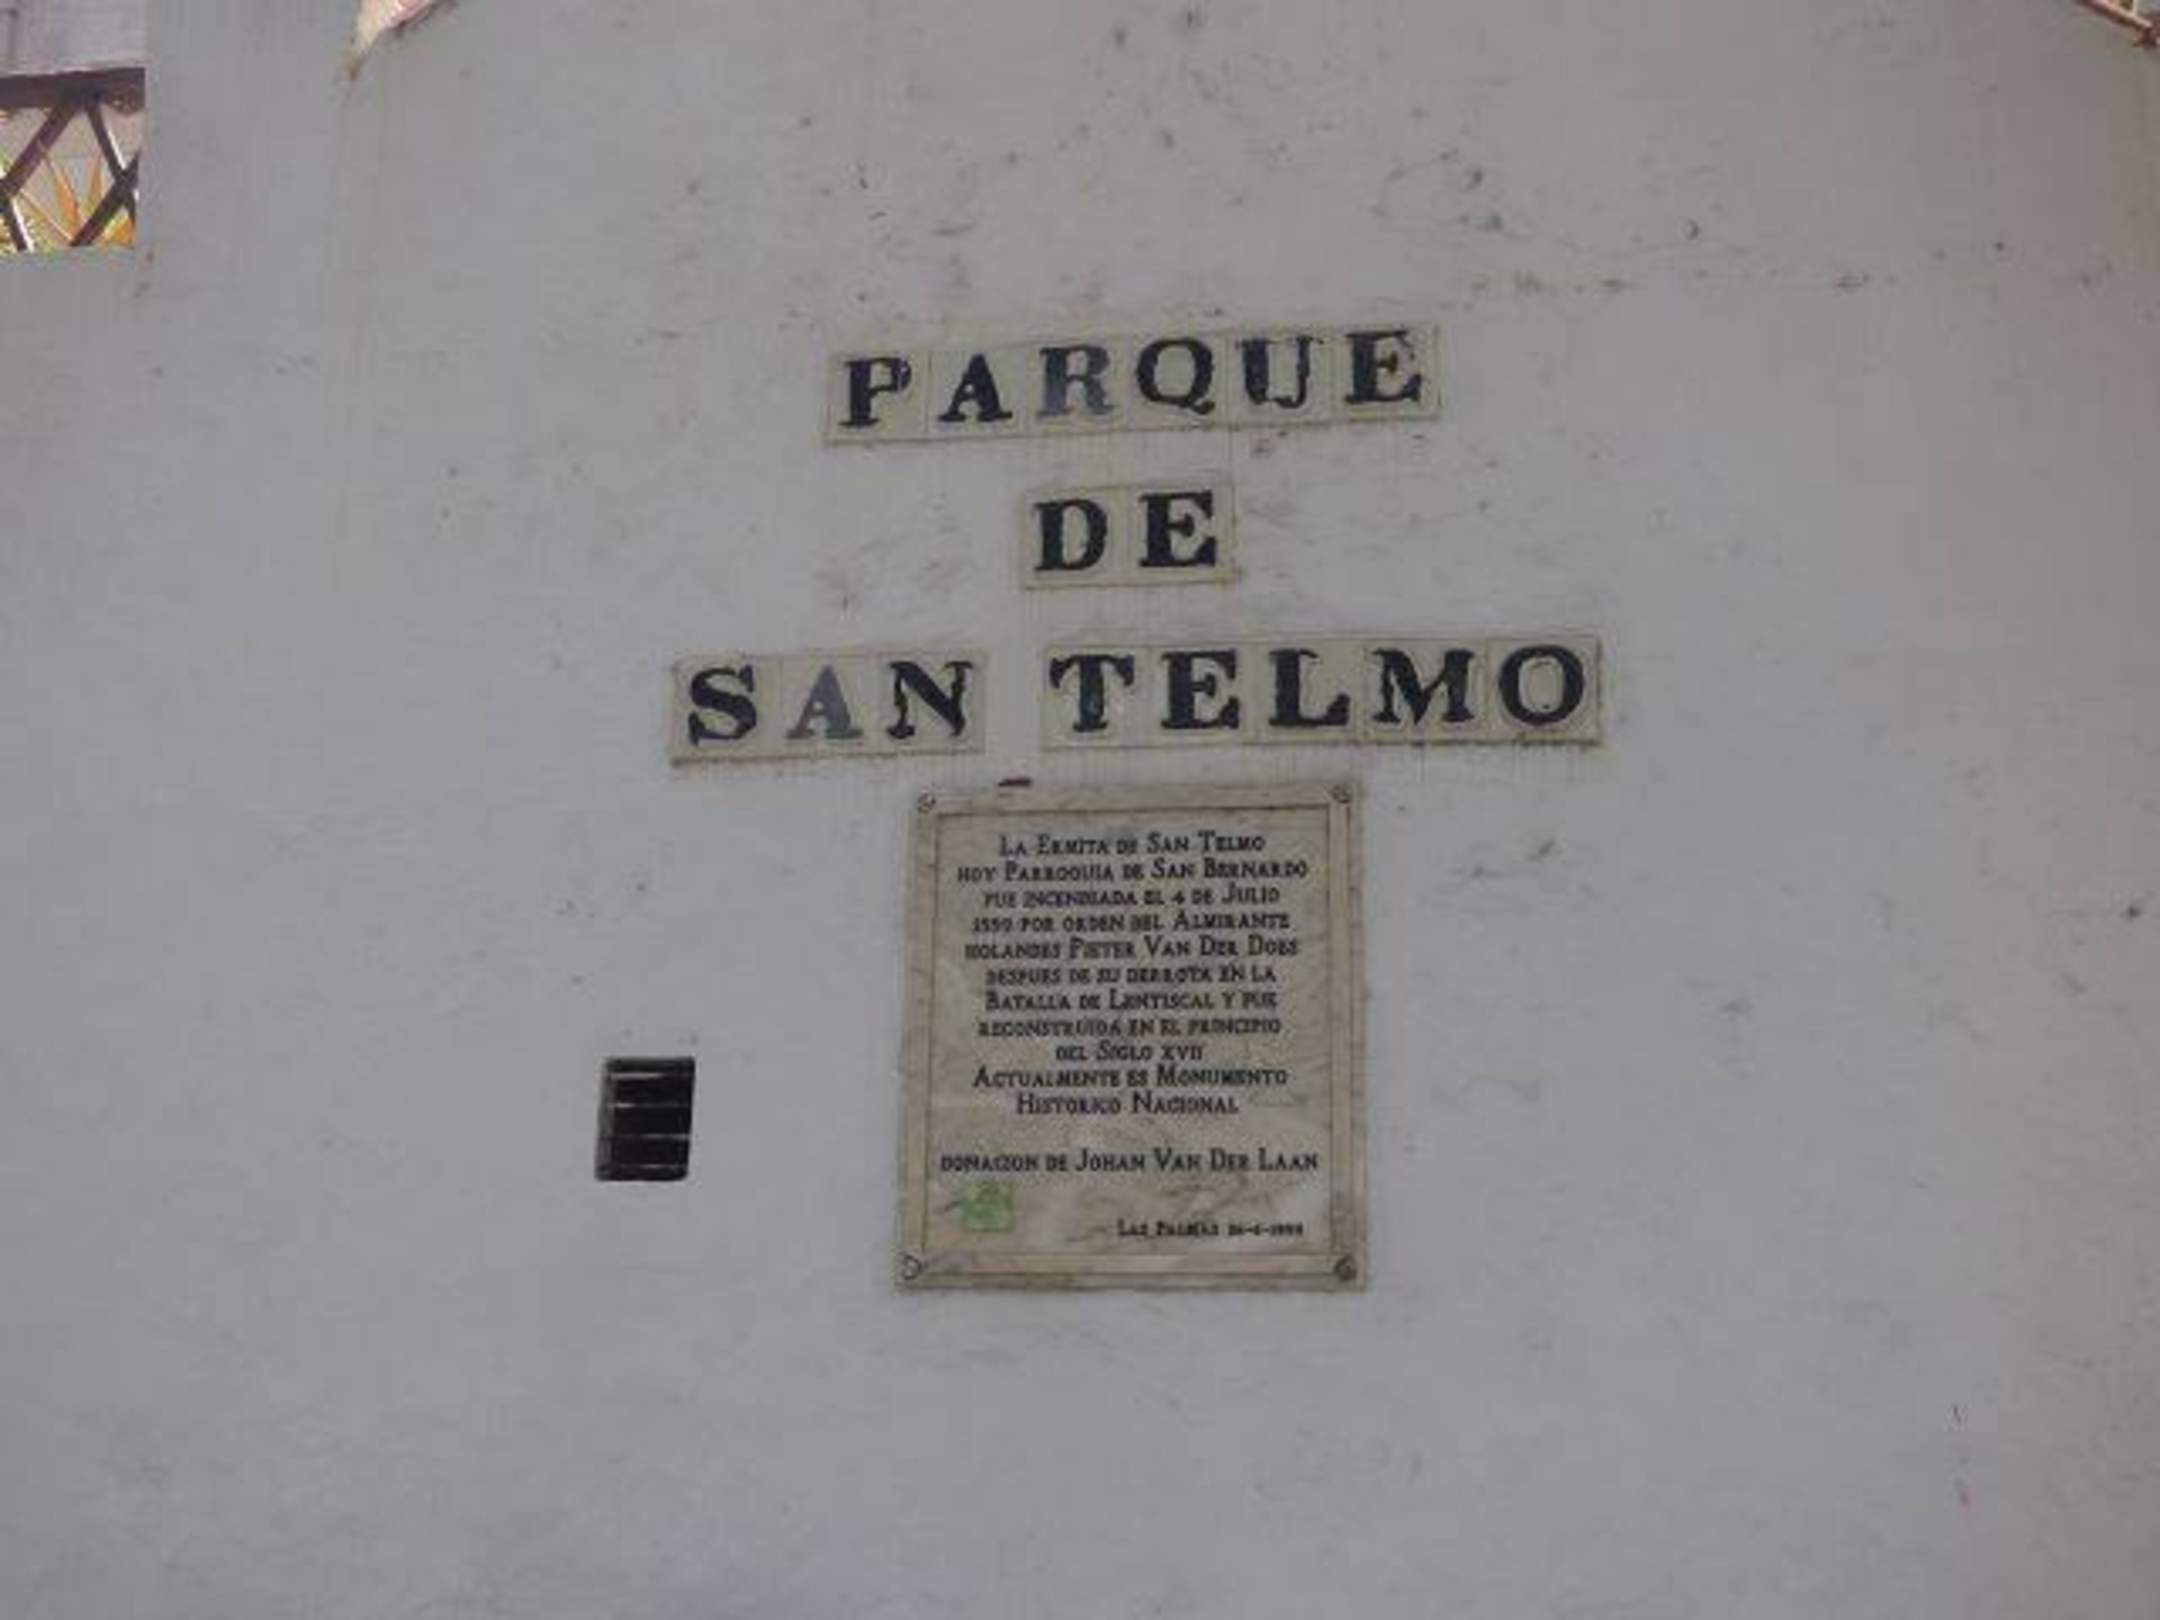 PARQUE
DE
SAN TELMO
LA ERMITA DE SAN TELMO
HOY PARROQUIA DE SAN BERNARDO
FUE INCENDIADA EL 4 DE JULIO
1599 POR ORDEN DEL ALMIRANTE
HOLANDES PIETER VAN DER DOES
DESPUES DE SU DERROTA EN LA
BATALLA DE LENTISCAL Y FUE
RECONSTRUIDA EN EL PRINCIPIO
DEL SIGLO XVII
ACTUALMENTE ES MONUMENTO
HISTORICO NACIONAL
DONACION DE JOHAN VAN DER LAAN
LAS PALMAS